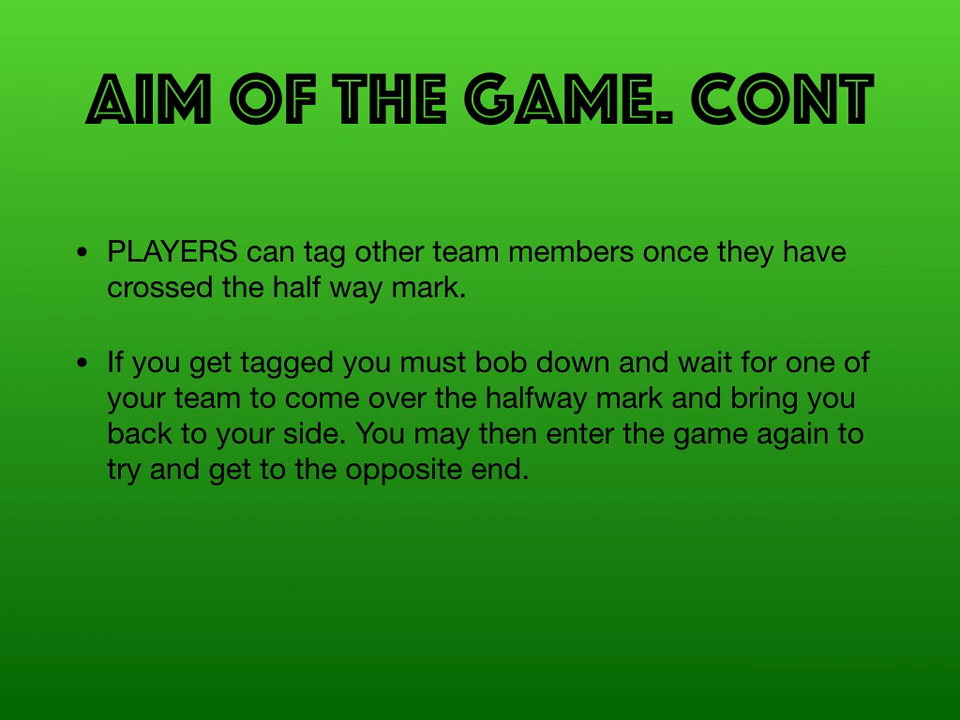 AIM OF THE GAME. CONT
• PLAYERS can tag other team members once they have
crossed the half way mark.
• If you get tagged you must bob down and wait for one of
your team to come over the halfway mark and bring you
back to your side. You may then enter the game again to
try and get to the opposite end.